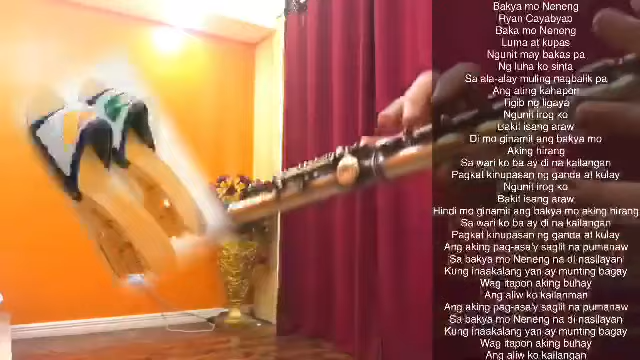 Bakya mo Neneng
Ryan Cayabyab
Baka mo Neneng
Luma at kupas
Ngunit may bakas pa
Ng luha ko sinta
Sa ala-alay muling nagbalik pa
Ang ating kahapon
Tigib ng ligaya
Ngunit irog ko
Bakit isang araw
Di mo ginamit ang bakya mo
Aking hirang
Sa wari ko ba ay di na kailangan
Pagkat kinupasan ng ganda at kulay
Ngunit irog ko
Bakit isang araw
Hindi mo ginamit ang bakya mo aking hirang
Sa wari ko ba ay di na kailangan
Pagkat kinupasan ng ganda at kulay
Ang aking pag-asa'y saglit na pumanaw
Sa bakya mo Neneng na di nasilayan
Kung inaakalang yan ay munting bagay
Wag itapon aking buhay
Ang aliw ko kailanman
Ang aking pag-asa'y saglit na pumanaw
Sa bakya mo Neneng na di nasilayan
Kung inaakalang yan ay munting bagay
Wag itapon aking buhay
Ang aliw ko kailangan